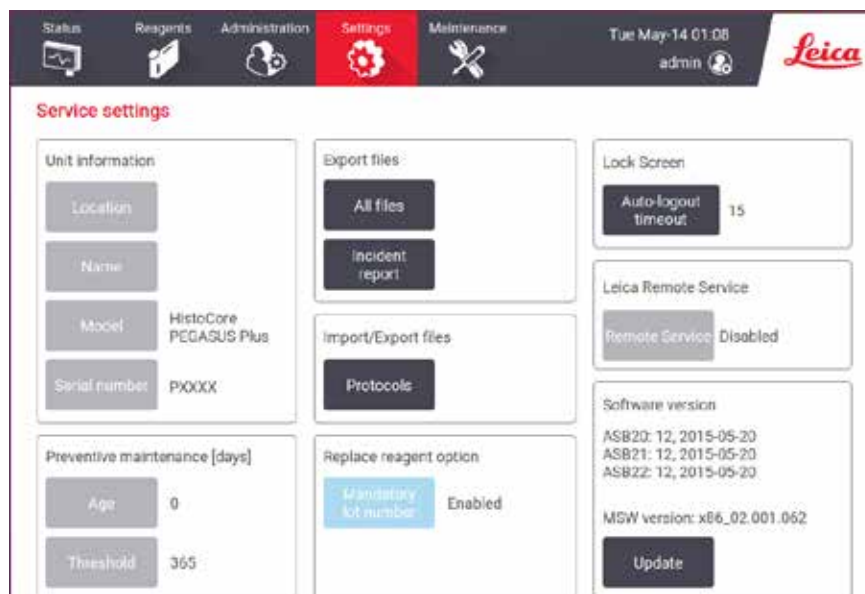 Status
Reagents
Administration
Settings
Maintenance
Tue May-14 01:08
admin
Leica
Service settings
Unit information
Location
Name
Model
HistoCore
PEGASUS Plus
Serial number
PXXXX
Preventive maintenance [days]
Age
0
Threshold
365
Export files
All files
Incident
report
Import/Export files
Protocols
Replace reagent option
Mandatory
lot number
Enabled
Lock Screen
Auto-logout
timeout
15
Leica Remote Service
Remote Service
Disabled
Software version
ASB20: 12, 2015-05-20
ASB21: 12, 2015-05-20
ASB22: 12, 2015-05-20
MSW version: x86_02.001.062
Update